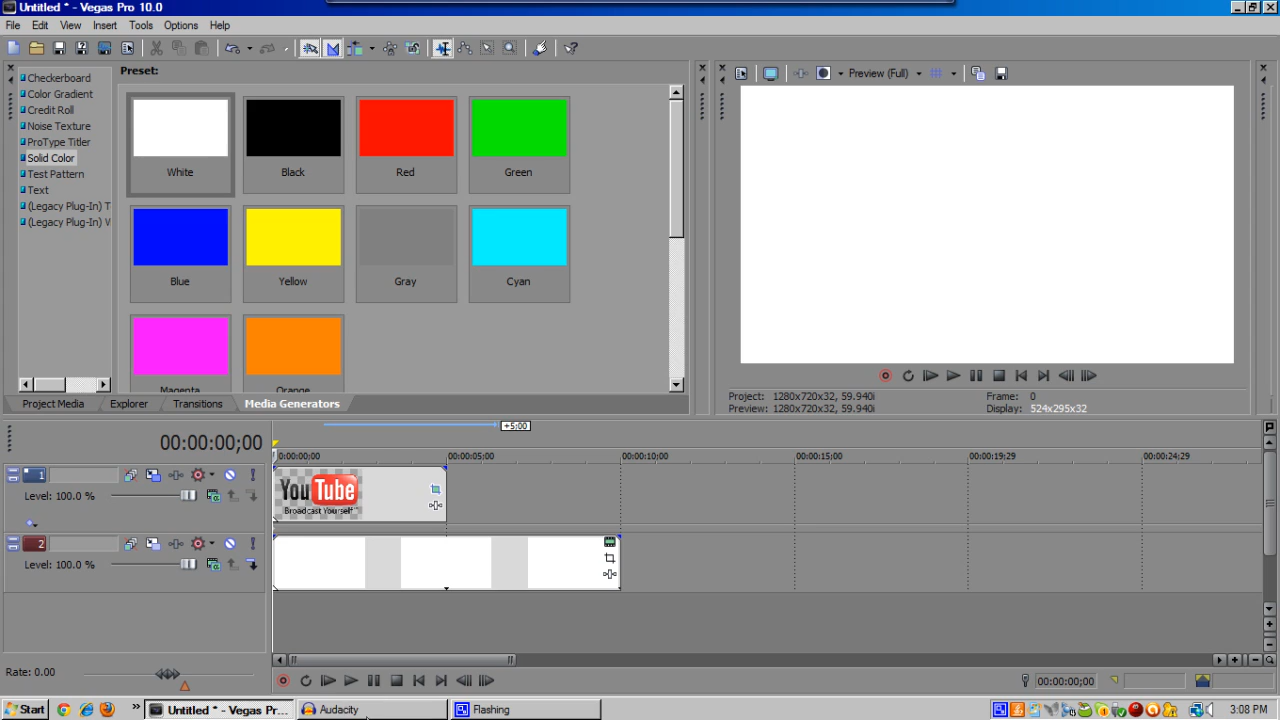 Untitled * - Vegas Pro 10.0
File Edit View Insert Tools Options Help
Preview (Full)
Checkerboard
Color Gradient
Credit Roll
Noise Texture
ProType Titler
Solid Color
Test Pattern
Text
(Legacy Plug-In) T
(Legacy Plug-In) W
Preset:
White Black Red Green
Blue Yellow Gray Cyan
Magenta Orange
Project Media Explorer Transitions Media Generators
Project: 1280x720x32, 59.940i Frame: 0
Preview: 1280x720x32, 59.940i Display: 524x295x32
+5:00
00:00:00;00
0:00:00;00 00:00:05;00 00:00:10;00 00:00:15;00 00:00:19;29 00:00:24;29
1
Level: 100.0 %
YouTube
Broadcast Yourself™
2
Level: 100.0 %
Rate: 0.00
00:00:00;00
Start Untitled * - Vegas Pr... Audacity Flashing 3:08 PM